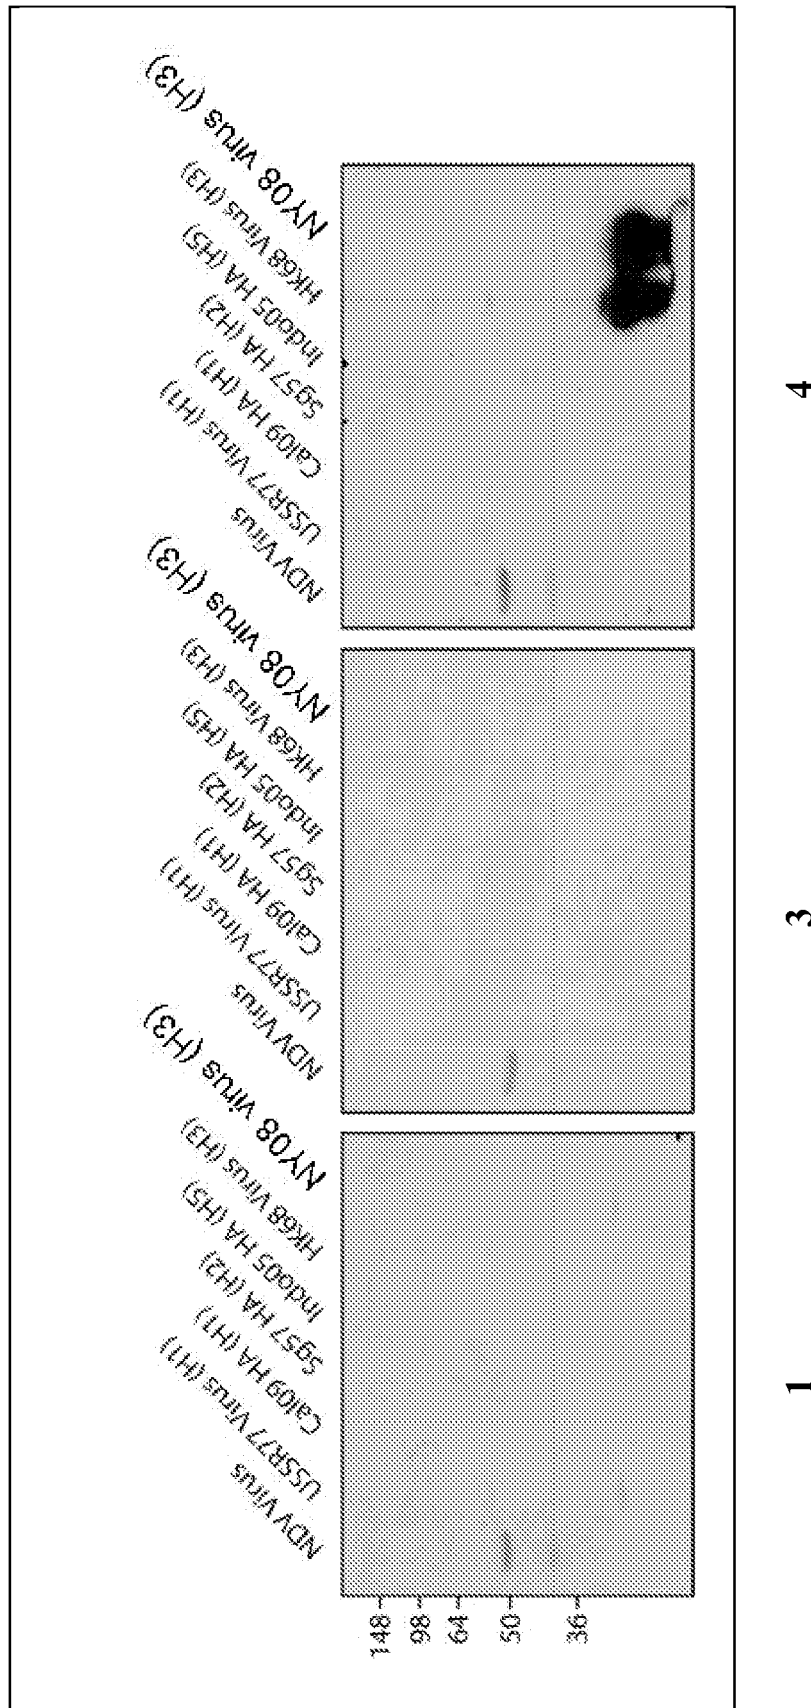 NDV Virus
USSR77 Virus (H1)
Cal09 HA (H1)
Sg57 HA (H2)
Indo05 HA (H5)
HK68 Virus (H3)
NY08 virus (H3)
NDV Virus
USSR77 Virus (H1)
Cal09 HA (H1)
Sg57 HA (H2)
Indo05 HA (H5)
HK68 Virus (H3)
NY08 virus (H3)
NDV Virus
USSR77 Virus (H1)
Cal09 HA (H1)
Sg57 HA (H2)
Indo05 HA (H5)
HK68 Virus (H3)
NY08 virus (H3)
148-
98-
64-
50-
36-
1
3
4